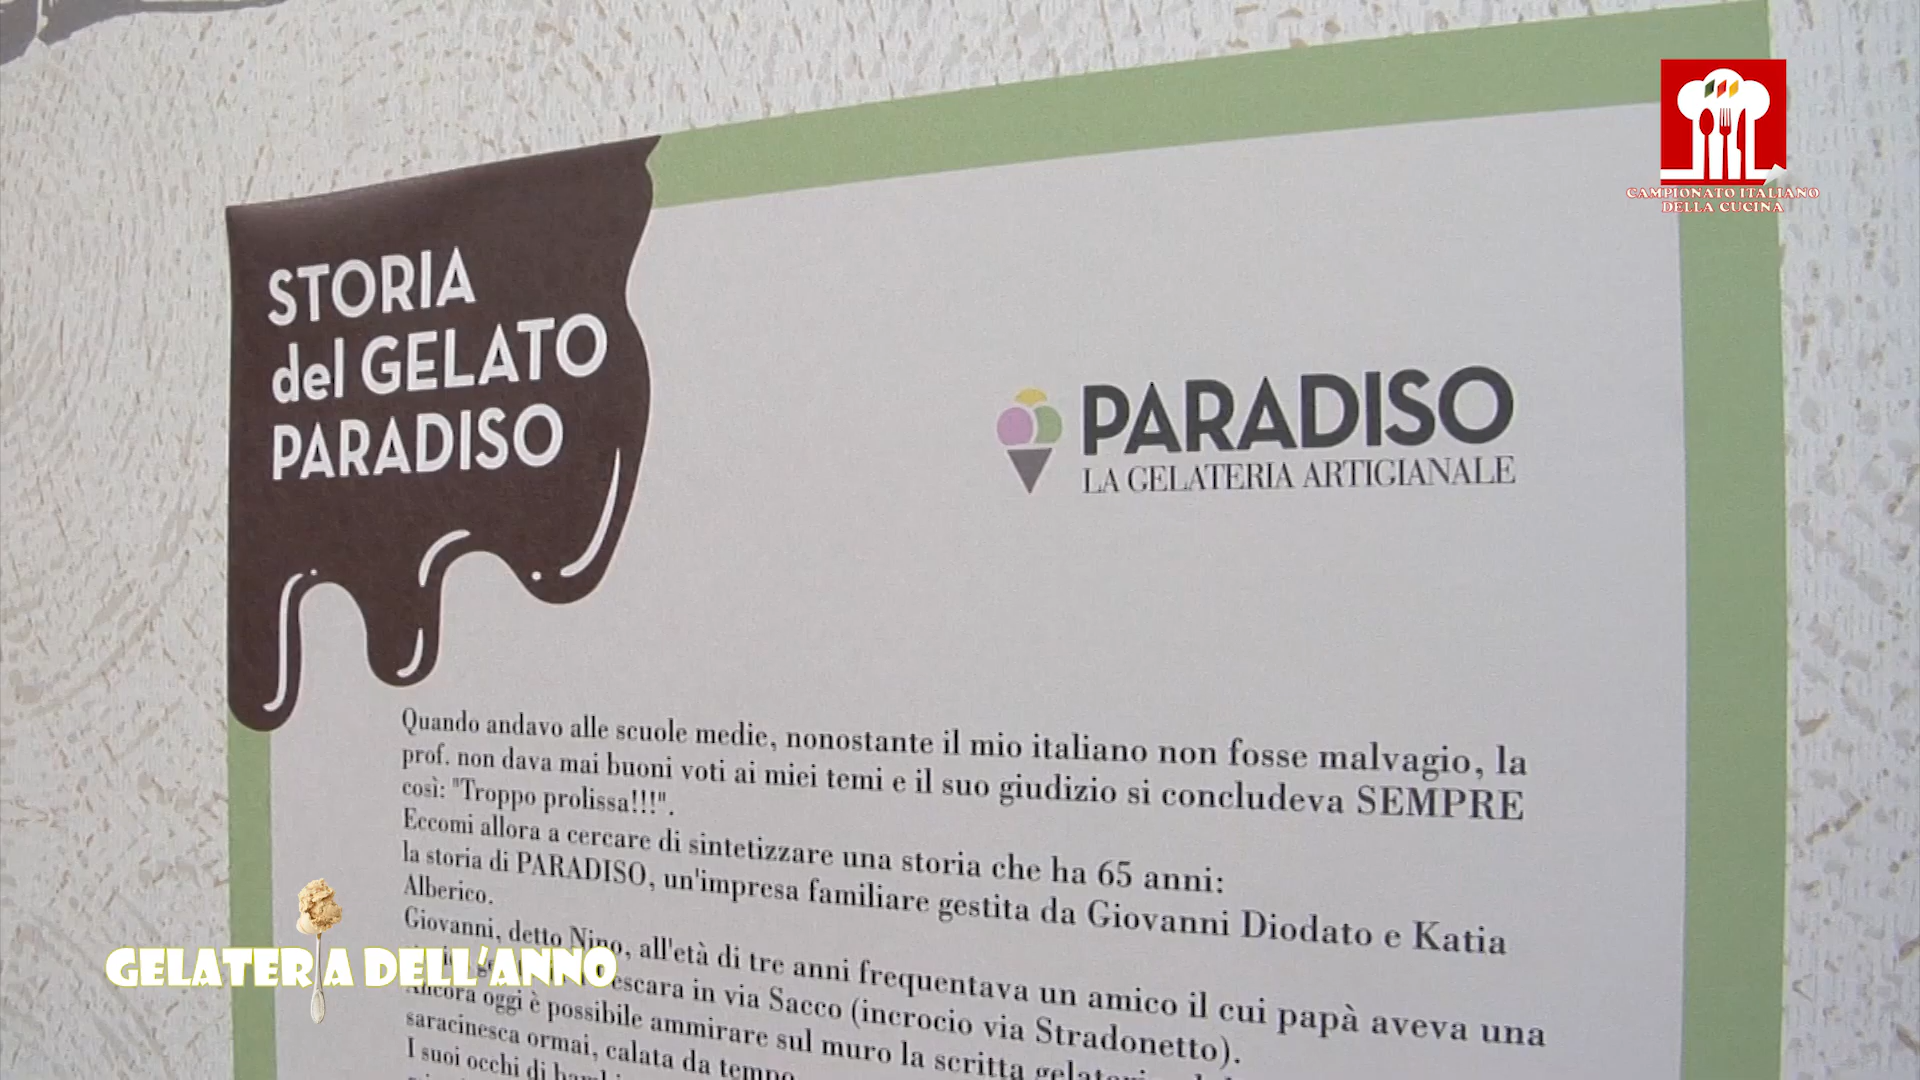 CAMPIONATO ITALIANO
DELLA CUCINA
STORIA
del GELATO
PARADISO
PARADISO
LA GELATERIA ARTIGIANALE
Quando andavo alle scuole medie, nonostante il mio italiano non fosse malvagio, la
prof. non dava mai buoni voti ai miei temi e il suo giudizio si concludeva SEMPRE
così: "Troppo prolissa!!!".
Eccomi allora a cercare di sintetizzare una storia che ha 65 anni:
la storia di PARADISO, un'impresa familiare gestita da Giovanni Diodato e Katia
Alberico.
Giovanni, detto Nino, all'età di tre anni frequentava un amico il cui papà aveva una
escara in via Sacco (incrocio via Stradonetto).
Ancora oggi è possibile ammirare sul muro la scritta
saracinesca ormai, calata da tempo
I suoi occhi di
GELATERIA DELL'ANNO